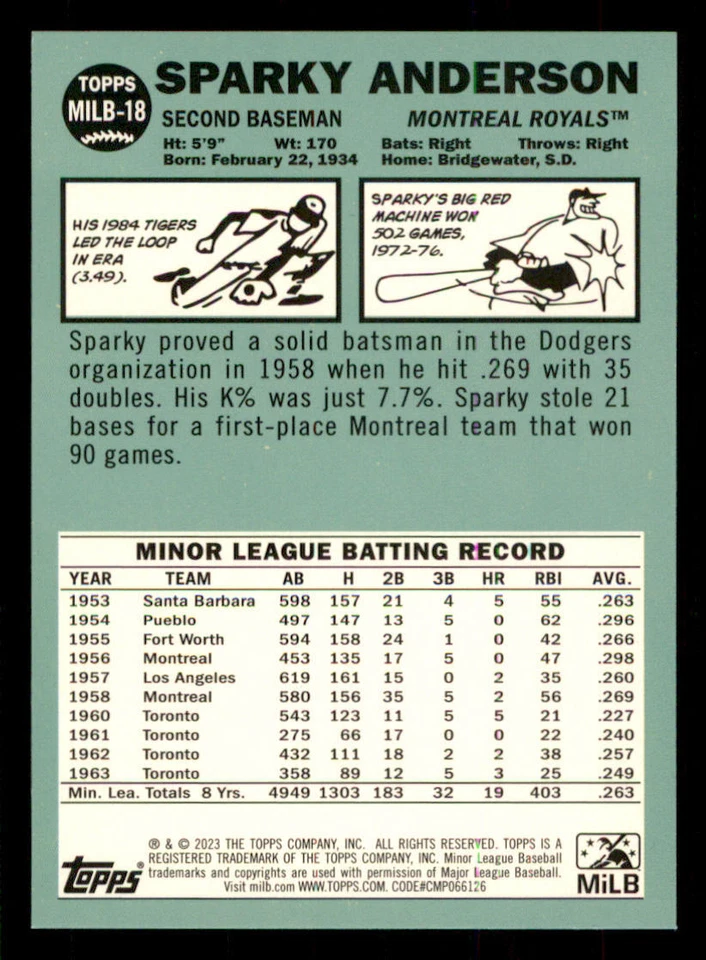 TOPPS
MILB-18
SPARKY ANDERSON
SECOND BASEMAN MONTREAL ROYALS™
Ht: 5'9" Wt: 170 Bats: Right Throws: Right
Born: February 22, 1934 Home: Bridgewater, S.D.
HIS 1984 TIGERS
LED THE LOOP
IN ERA
(3.49).
SPARKY'S BIG RED
MACHINE WON
502 GAMES,
1972-76.
Sparky proved a solid batsman in the Dodgers
organization in 1958 when he hit .269 with 35
doubles. His K% was just 7.7%. Sparky stole 21
bases for a first-place Montreal team that won
90 games.
MINOR LEAGUE BATTING RECORD
YEAR TEAM AB H 2B 3B HR RBI AVG.
1953 Santa Barbara 598 157 21 4 5 55 .263
1954 Pueblo 497 147 13 5 0 62 .296
1955 Fort Worth 594 158 24 1 0 42 .266
1956 Montreal 453 135 17 5 0 47 .298
1957 Los Angeles 619 161 15 0 2 35 .260
1958 Montreal 580 156 35 5 2 56 .269
1960 Toronto 543 123 11 5 5 21 .227
1961 Toronto 275 66 17 0 0 22 .240
1962 Toronto 432 111 18 2 2 38 .257
1963 Toronto 358 89 12 5 3 25 .249
Min. Lea. Totals 8 Yrs. 4949 1303 183 32 19 403 .263
® & © 2023 THE TOPPS COMPANY, INC. ALL RIGHTS RESERVED. TOPPS IS A
REGISTERED TRADEMARK OF THE TOPPS COMPANY, INC. Minor League Baseball
trademarks and copyrights are used with permission of Major League Baseball.
Visit milb.com WWW.TOPPS.COM. CODE#CMP066126
TOPPS®
MiLB